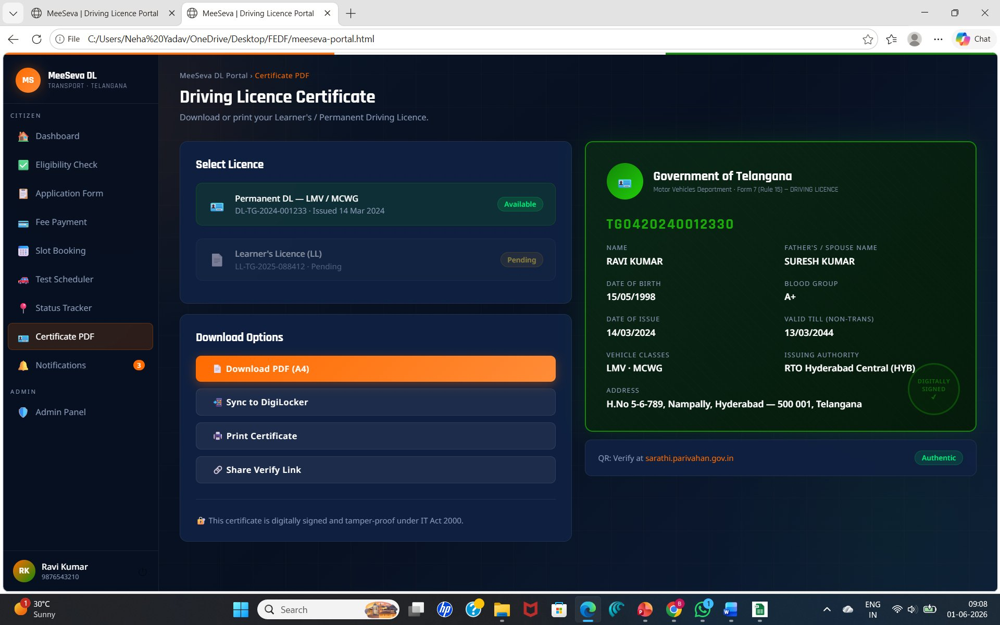 MeeSeva | Driving Licence Portal
MeeSeva | Driving Licence Portal
File C:/Users/Neha%20Yadav/OneDrive/Desktop/FEDF/meeseva-portal.html
Chat
MS
MeeSeva DL
TRANSPORT · TELANGANA
CITIZEN
Dashboard
Eligibility Check
Application Form
Fee Payment
Slot Booking
Test Scheduler
Status Tracker
Certificate PDF
Notifications 3
ADMIN
Admin Panel
RK
Ravi Kumar
9876543210
MeeSeva DL Portal › Certificate PDF
Driving Licence Certificate
Download or print your Learner's / Permanent Driving Licence.
Select Licence
Permanent DL — LMV / MCWG
DL-TG-2024-001233 · Issued 14 Mar 2024
Available
Learner's Licence (LL)
LL-TG-2025-088412 · Pending
Pending
Download Options
Download PDF (A4)
Sync to DigiLocker
Print Certificate
Share Verify Link
This certificate is digitally signed and tamper-proof under IT Act 2000.
Government of Telangana
Motor Vehicles Department · Form 7 (Rule 15) — DRIVING LICENCE
TG0420240012330
NAME
RAVI KUMAR
FATHER'S / SPOUSE NAME
SURESH KUMAR
DATE OF BIRTH
15/05/1998
BLOOD GROUP
A+
DATE OF ISSUE
14/03/2024
VALID TILL (NON-TRANS)
13/03/2044
VEHICLE CLASSES
LMV · MCWG
ISSUING AUTHORITY
RTO Hyderabad Central (HYB)
ADDRESS
H.No 5-6-789, Nampally, Hyderabad — 500 001, Telangana
DIGITALLY
SIGNED
✓
QR: Verify at sarathi.parivahan.gov.in
Authentic
1
30°C
Sunny
Search
hp
B
1
ENG
IN
09:08
01-06-2026